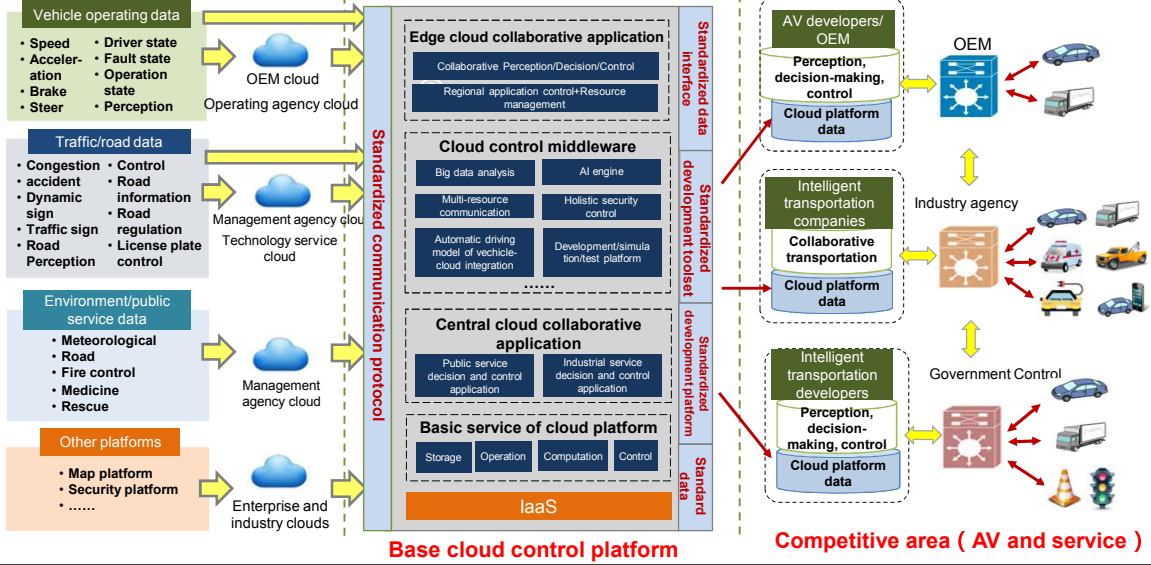 Vehicle operating data
• Speed
• Acceler-
ation
• Brake
• Steer
• Driver state
• Fault state
• Operation
state
• Perception
OEM cloud
Operating agency cloud
Traffic/road data
• Congestion
• accident
• Dynamic
sign
• Traffic sign
• Road
Perception
• Control
• Road
information
• Road
regulation
• License plate
control
Management agency clou
Technology service
cloud
Environment/public
service data
• Meteorological
• Road
• Fire control
• Medicine
• Rescue
Management
agency cloud
Other platforms
• Map platform
• Security platform
• ......
Enterprise and
industry clouds
Standardized communication protocol
Edge cloud collaborative application
Collaborative Perception/Decision/Control
Regional application control+Resource
management
Cloud control middleware
Big data analysis
AI engine
Multi-resource
communication
Holistic security
control
Automatic driving
model of vechicle-
cloud integration
Development/simula
tion/test platform
......
Central cloud collaborative
application
Public service
decision and control
application
Industrial service
decision and control
application
Basic service of cloud platform
Storage
Operation
Computation
Control
IaaS
Standardized data
interface
Standardized
development toolset
Standardized
development platform
Standard
data
Base cloud control platform
AV developers/
OEM
Perception,
decision-making,
control
Cloud platform
data
OEM
Intelligent
transportation
companies
Collaborative
transportation
Cloud platform
data
Industry agency
Intelligent
transportation
developers
Perception,
decision-
making, control
Cloud platform
data
Government Control
Competitive area（AV and service）